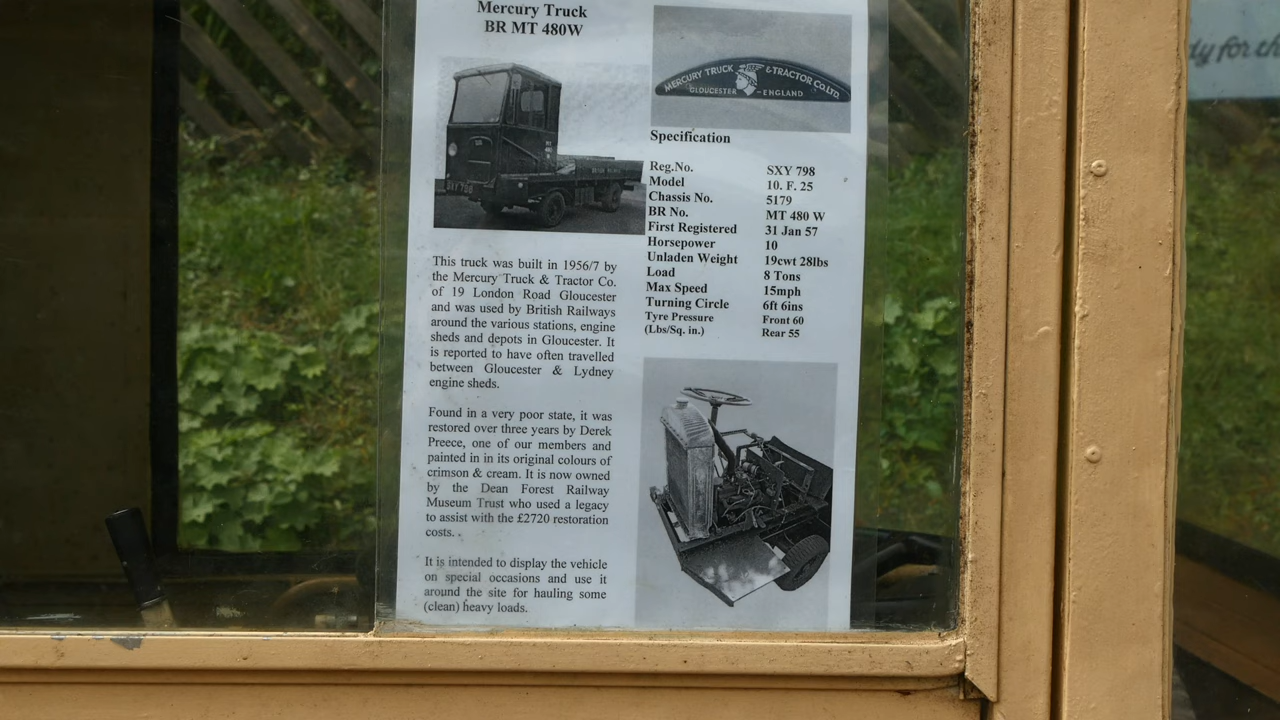 Mercury Truck
BR MT 480W
MERCURY TRUCK & TRACTOR CO. LTD.
GLOUCESTER - ENGLAND
Specification
Reg.No. SXY 798
Model 10. F. 25
Chassis No. 5179
BR No. MT 480 W
First Registered 31 Jan 57
Horsepower 10
Unladen Weight 19cwt 28lbs
Load 8 Tons
Max Speed 15mph
Turning Circle 6ft 6ins
Tyre Pressure Front 60
(Lbs/Sq. in.) Rear 55
This truck was built in 1956/7 by
the Mercury Truck & Tractor Co.
of 19 London Road Gloucester
and was used by British Railways
around the various stations, engine
sheds and depots in Gloucester. It
is reported to have often travelled
between Gloucester & Lydney
engine sheds.
Found in a very poor state, it was
restored over three years by Derek
Preece, one of our members and
painted in in its original colours of
crimson & cream. It is now owned
by the Dean Forest Railway
Museum Trust who used a legacy
to assist with the £2720 restoration
costs. .
It is intended to display the vehicle
on special occasions and use it
around the site for hauling some
(clean) heavy loads.
for